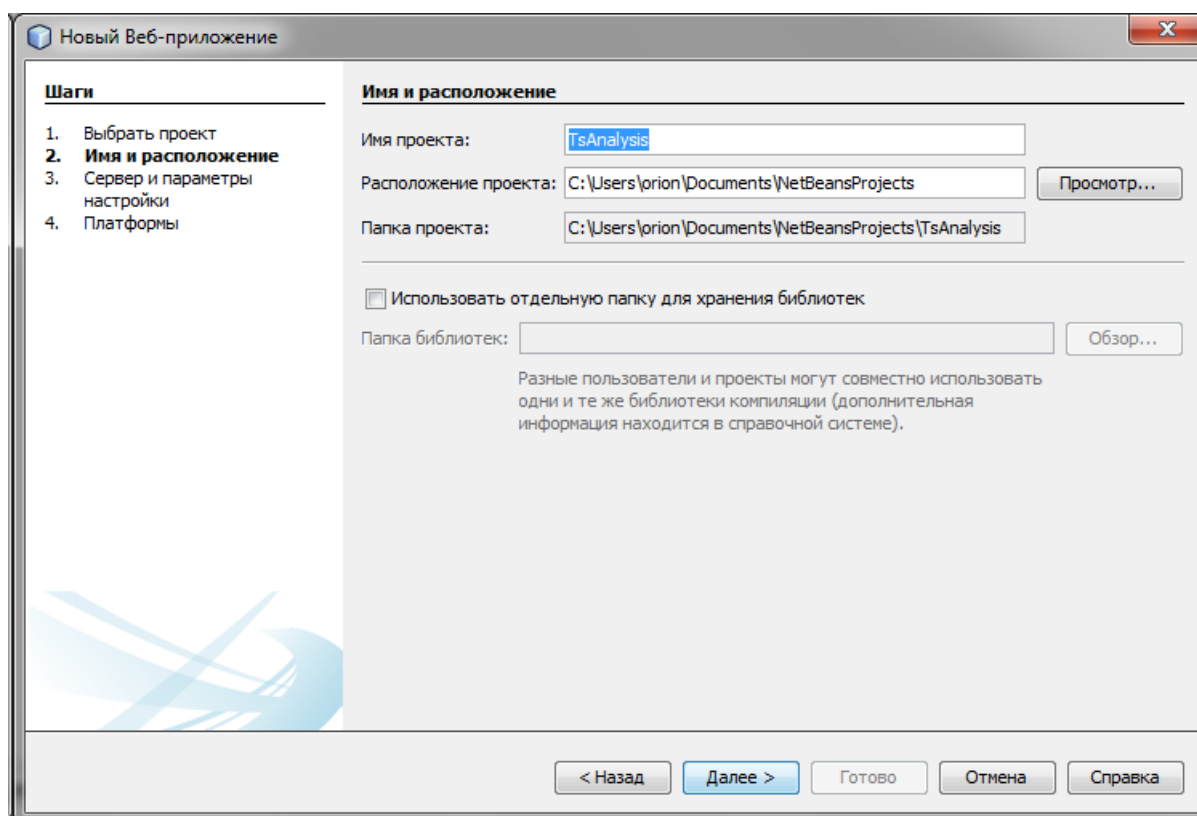 Новый Веб-приложение
Шаги
1. Выбрать проект
2. Имя и расположение
3. Сервер и параметры
настройки
4. Платформы
Имя и расположение
Имя проекта: TsAnalysis
Расположение проекта: C:\Users\orion\Documents\NetBeansProjects Просмотр...
Папка проекта: C:\Users\orion\Documents\NetBeansProjects\TsAnalysis
Использовать отдельную папку для хранения библиотек
Папка библиотек: Обзор...
Разные пользователи и проекты могут совместно использовать
одни и те же библиотеки компиляции (дополнительная
информация находится в справочной системе).
< Назад Далее > Готово Отмена Справка